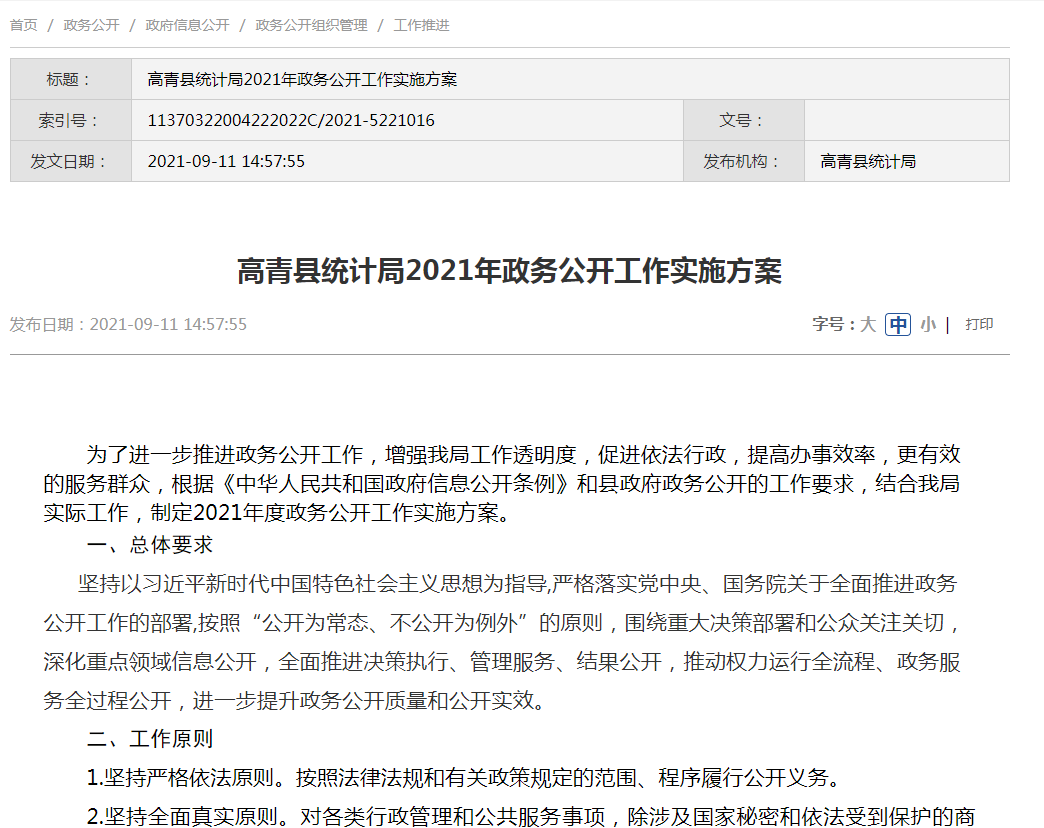 首页 / 政务公开 / 政府信息公开 / 政务公开组织管理 / 工作推进
标题： 高青县统计局2021年政务公开工作实施方案
索引号： 11370322004222022C/2021-5221016 文号：
发文日期： 2021-09-11 14:57:55 发布机构： 高青县统计局
高青县统计局2021年政务公开工作实施方案
发布日期：2021-09-11 14:57:55 字号：大 中 小 | 打印
为了进一步推进政务公开工作，增强我局工作透明度，促进依法行政，提高办事效率，更有效
的服务群众，根据《中华人民共和国政府信息公开条例》和县政府政务公开的工作要求，结合我局
实际工作，制定2021年度政务公开工作实施方案。
一、总体要求
坚持以习近平新时代中国特色社会主义思想为指导,严格落实党中央、国务院关于全面推进政务
公开工作的部署,按照“公开为常态、不公开为例外”的原则，围绕重大决策部署和公众关注关切，
深化重点领域信息公开，全面推进决策执行、管理服务、结果公开，推动权力运行全流程、政务服
务全过程公开，进一步提升政务公开质量和公开实效。
二、工作原则
1.坚持严格依法原则。按照法律法规和有关政策规定的范围、程序履行公开义务。
2.坚持全面真实原则。对各类行政管理和公共服务事项，除涉及国家秘密和依法受到保护的商